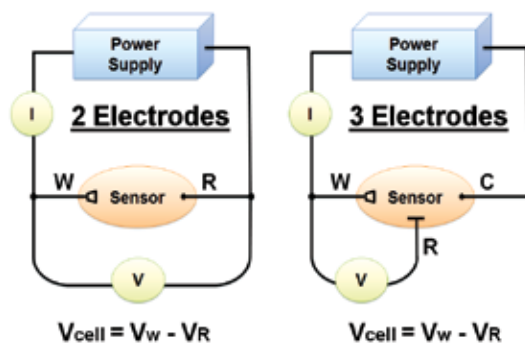 Power
Supply
I
2 Electrodes
W
R
Sensor
V
Vcell = Vw - VR
Power
Supply
I
3 Electrodes
W
C
Sensor
R
V
Vcell = Vw - VR